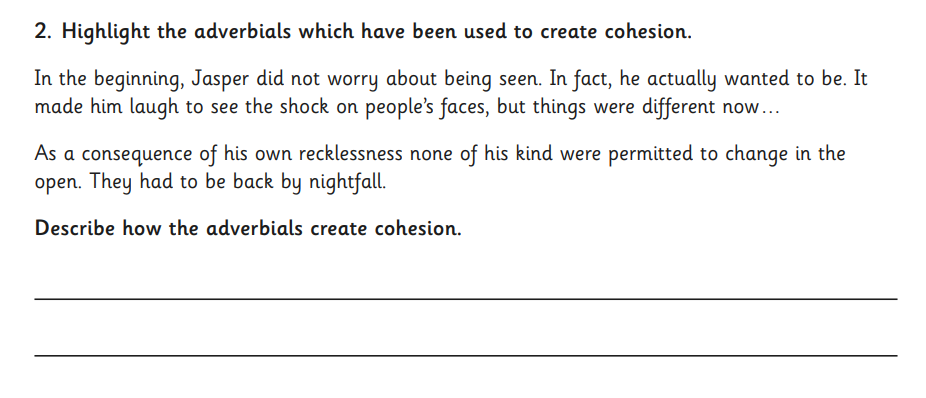 2. Highlight the adverbials which have been used to create cohesion.
In the beginning, Jasper did not worry about being seen. In fact, he actually wanted to be. It
made him laugh to see the shock on people's faces, but things were different now...
As a consequence of his own recklessness none of his kind were permitted to change in the
open. They had to be back by nightfall.
Describe how the adverbials create cohesion.